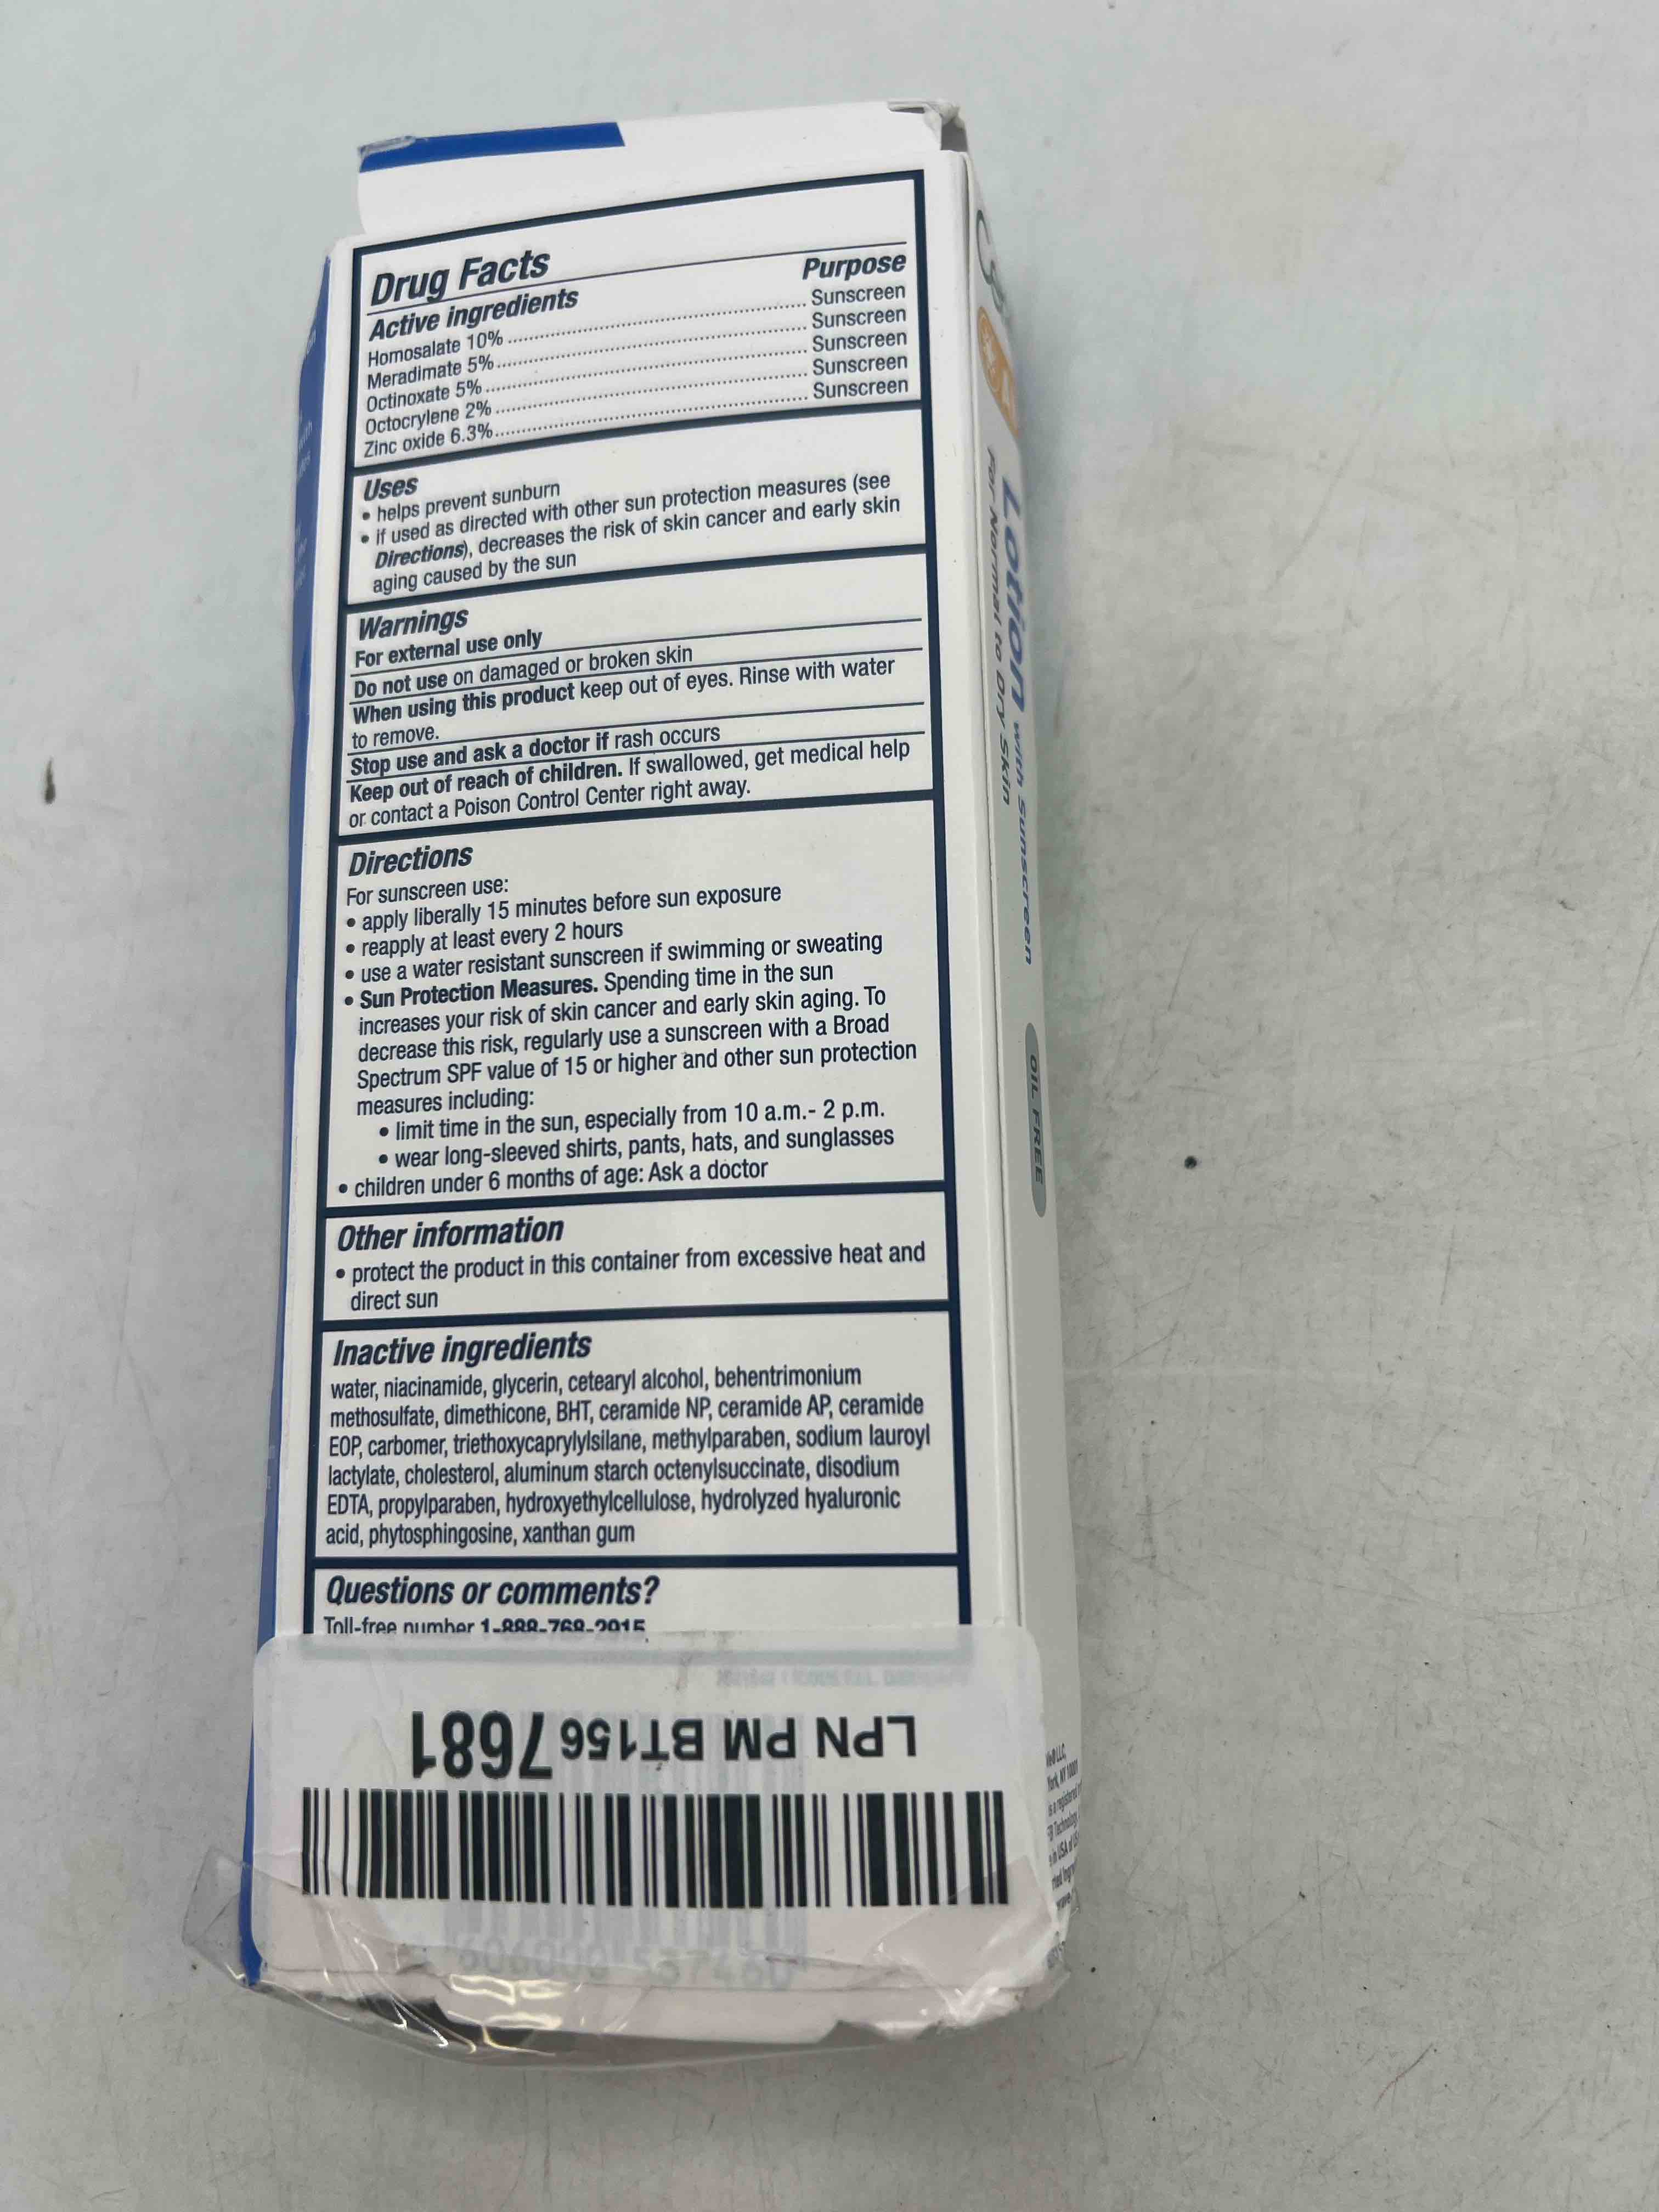 Drug Facts
Active ingredients Purpose
Homosalate 10% ........ Sunscreen
Meradimate 5% ........ Sunscreen
Octinoxate 5% ........ Sunscreen
Octocrylene 2% ........ Sunscreen
Zinc oxide 6.3% ........ Sunscreen
Uses
• helps prevent sunburn
• if used as directed with other sun protection measures (see
Directions), decreases the risk of skin cancer and early skin
aging caused by the sun
Warnings
For external use only
Do not use on damaged or broken skin
When using this product keep out of eyes. Rinse with water
to remove.
Stop use and ask a doctor if rash occurs
Keep out of reach of children. If swallowed, get medical help
or contact a Poison Control Center right away.
Directions
For sunscreen use:
• apply liberally 15 minutes before sun exposure
• reapply at least every 2 hours
• use a water resistant sunscreen if swimming or sweating
• Sun Protection Measures. Spending time in the sun
increases your risk of skin cancer and early skin aging. To
decrease this risk, regularly use a sunscreen with a Broad
Spectrum SPF value of 15 or higher and other sun protection
measures including:
• limit time in the sun, especially from 10 a.m.- 2 p.m.
• wear long-sleeved shirts, pants, hats, and sunglasses
• children under 6 months of age: Ask a doctor
Other information
• protect the product in this container from excessive heat and
direct sun
Inactive ingredients
water, niacinamide, glycerin, cetearyl alcohol, behentrimonium
methosulfate, dimethicone, BHT, ceramide NP, ceramide AP, ceramide
EOP, carbomer, triethoxycaprylylsilane, methylparaben, sodium lauroyl
lactylate, cholesterol, aluminum starch octenylsuccinate, disodium
EDTA, propylparaben, hydroxyethylcellulose, hydrolyzed hyaluronic
acid, phytosphingosine, xanthan gum
Questions or comments?
Toll-free number 1-888-768-2915
LPN PM BT156 7681
Lotion with Sunscreen
For Normal to Dry Skin
OIL FREE
York, NY 10001